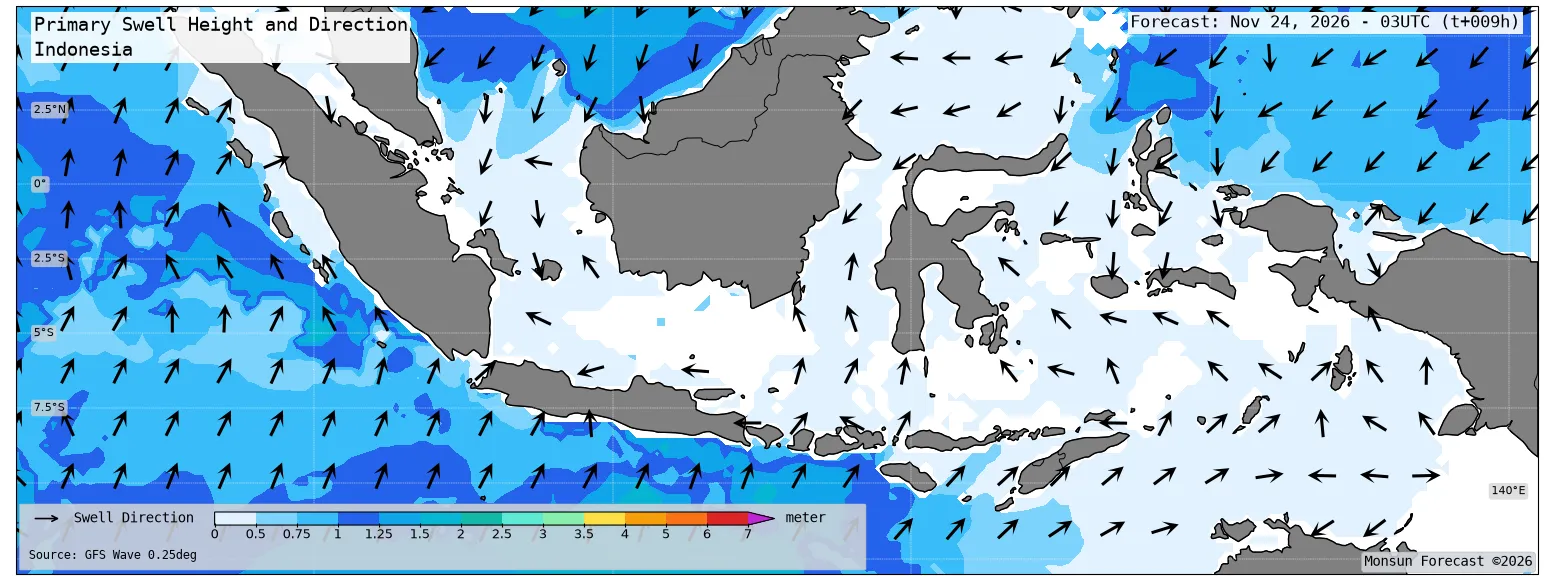 Primary Swell Height and Direction
Indonesia
Forecast: Nov 24, 2026 - 03UTC (t+009h)
2.5°N
0°
2.5°S
5°S
7.5°S
140°E
Swell Direction
meter
0 0.5 0.75 1 1.25 1.5 2 2.5 3 3.5 4 5 6 7
Source: GFS Wave 0.25deg
Monsun Forecast ©2026